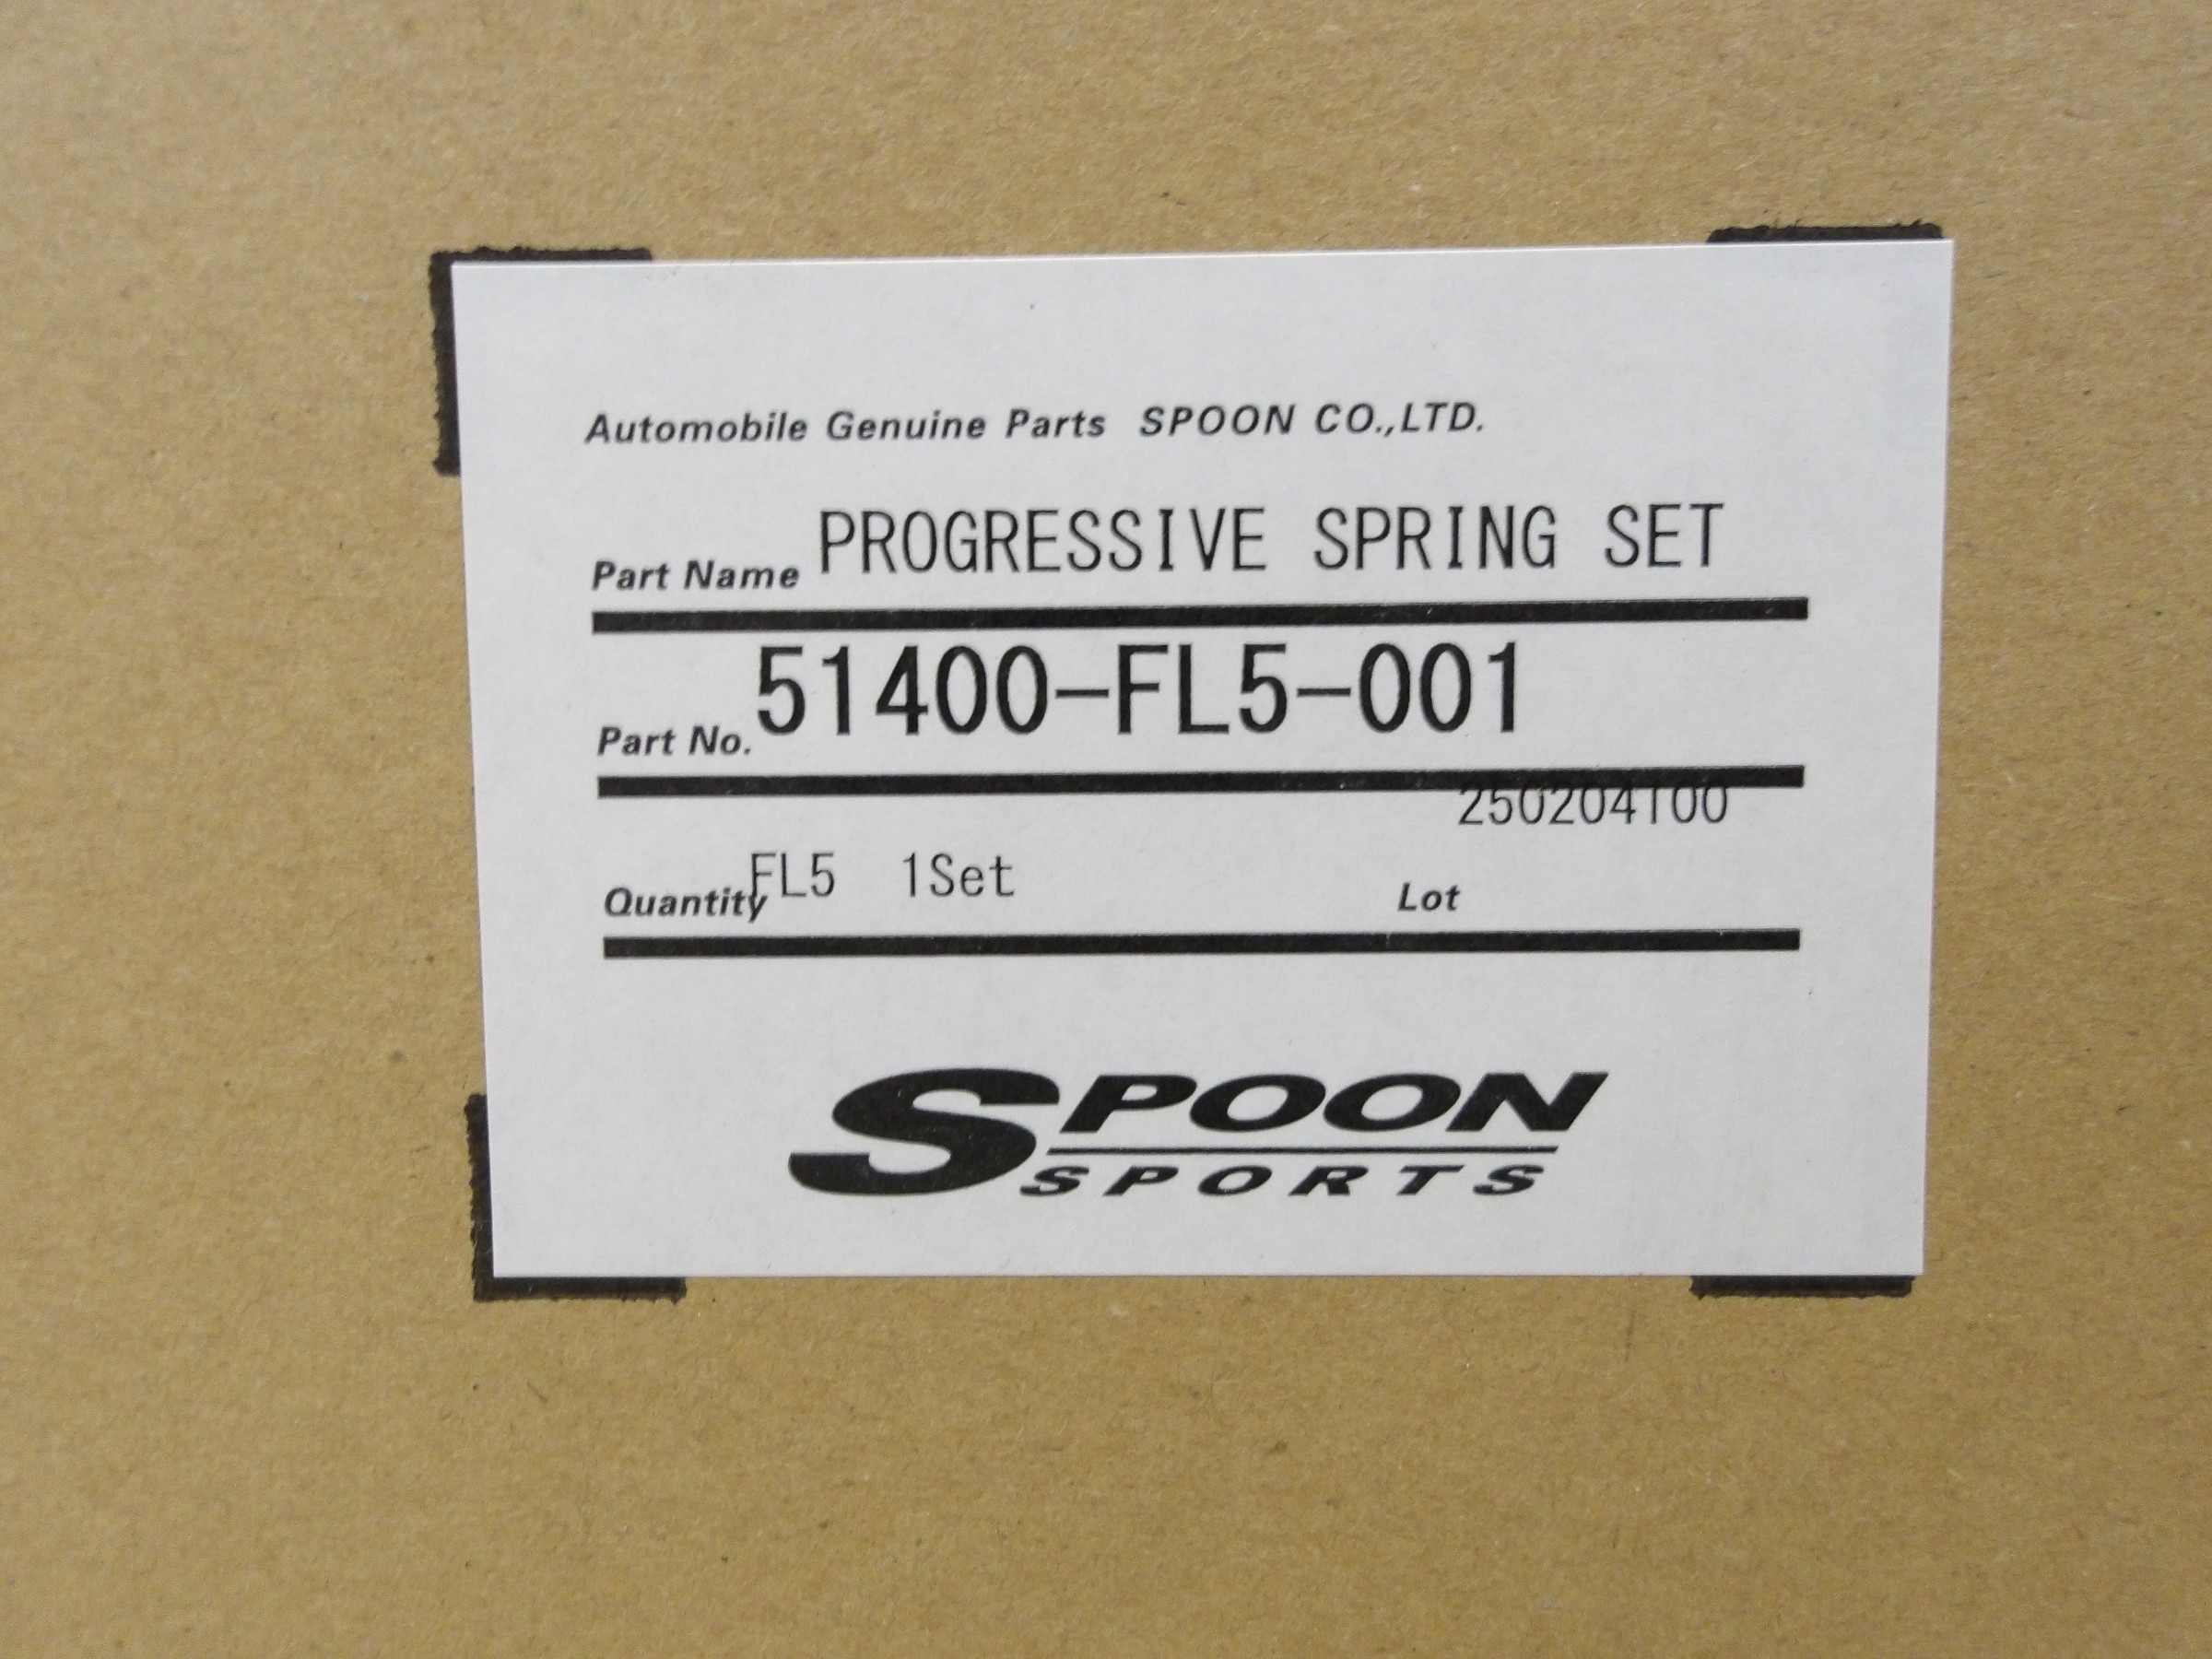 Automobile Genuine Parts SPOON CO.,LTD.
Part Name PROGRESSIVE SPRING SET
Part No. 51400-FL5-001
Quantity FL5 1Set
Lot
SPOON
SPORTS